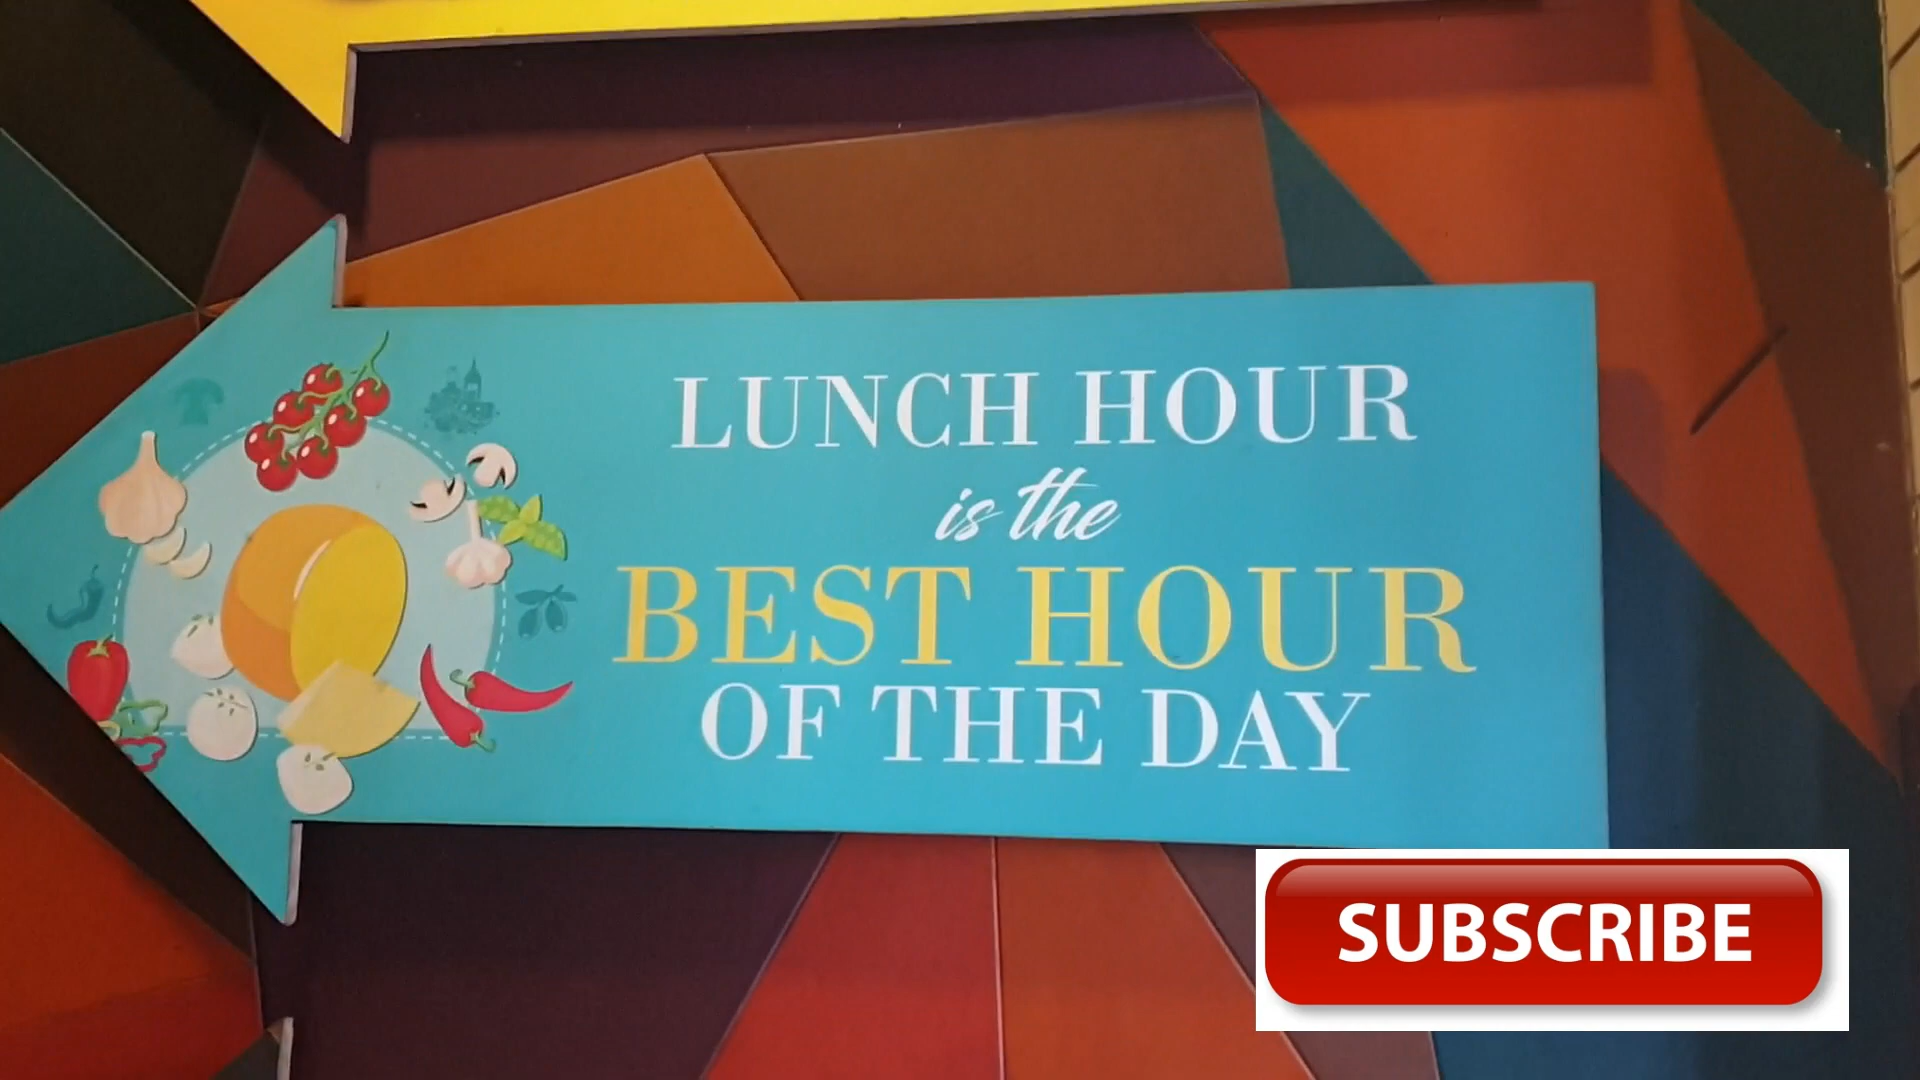 LUNCH HOUR
is the
BEST HOUR
OF THE DAY
SUBSCRIBE